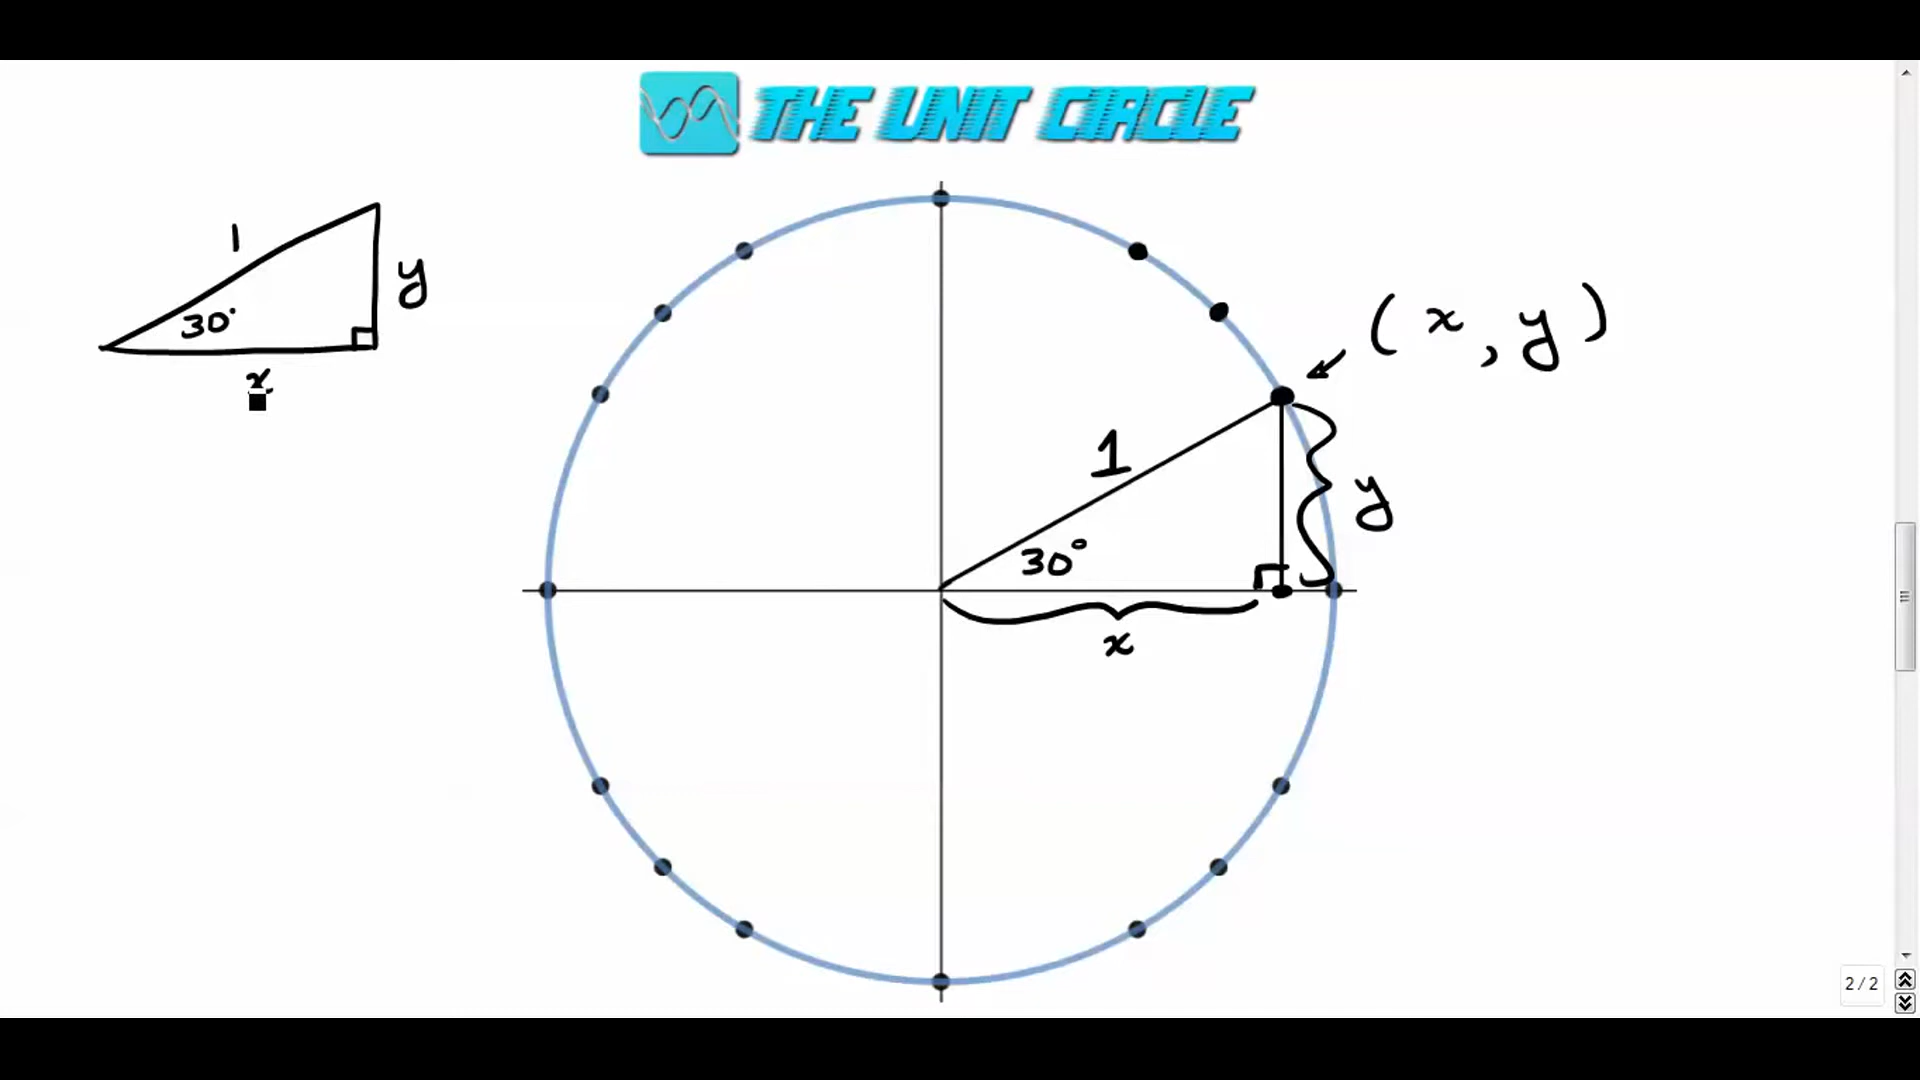 THE UNIT CIRCLE
1
y
30°
x
(x, y)
1
y
30°
x
2/2